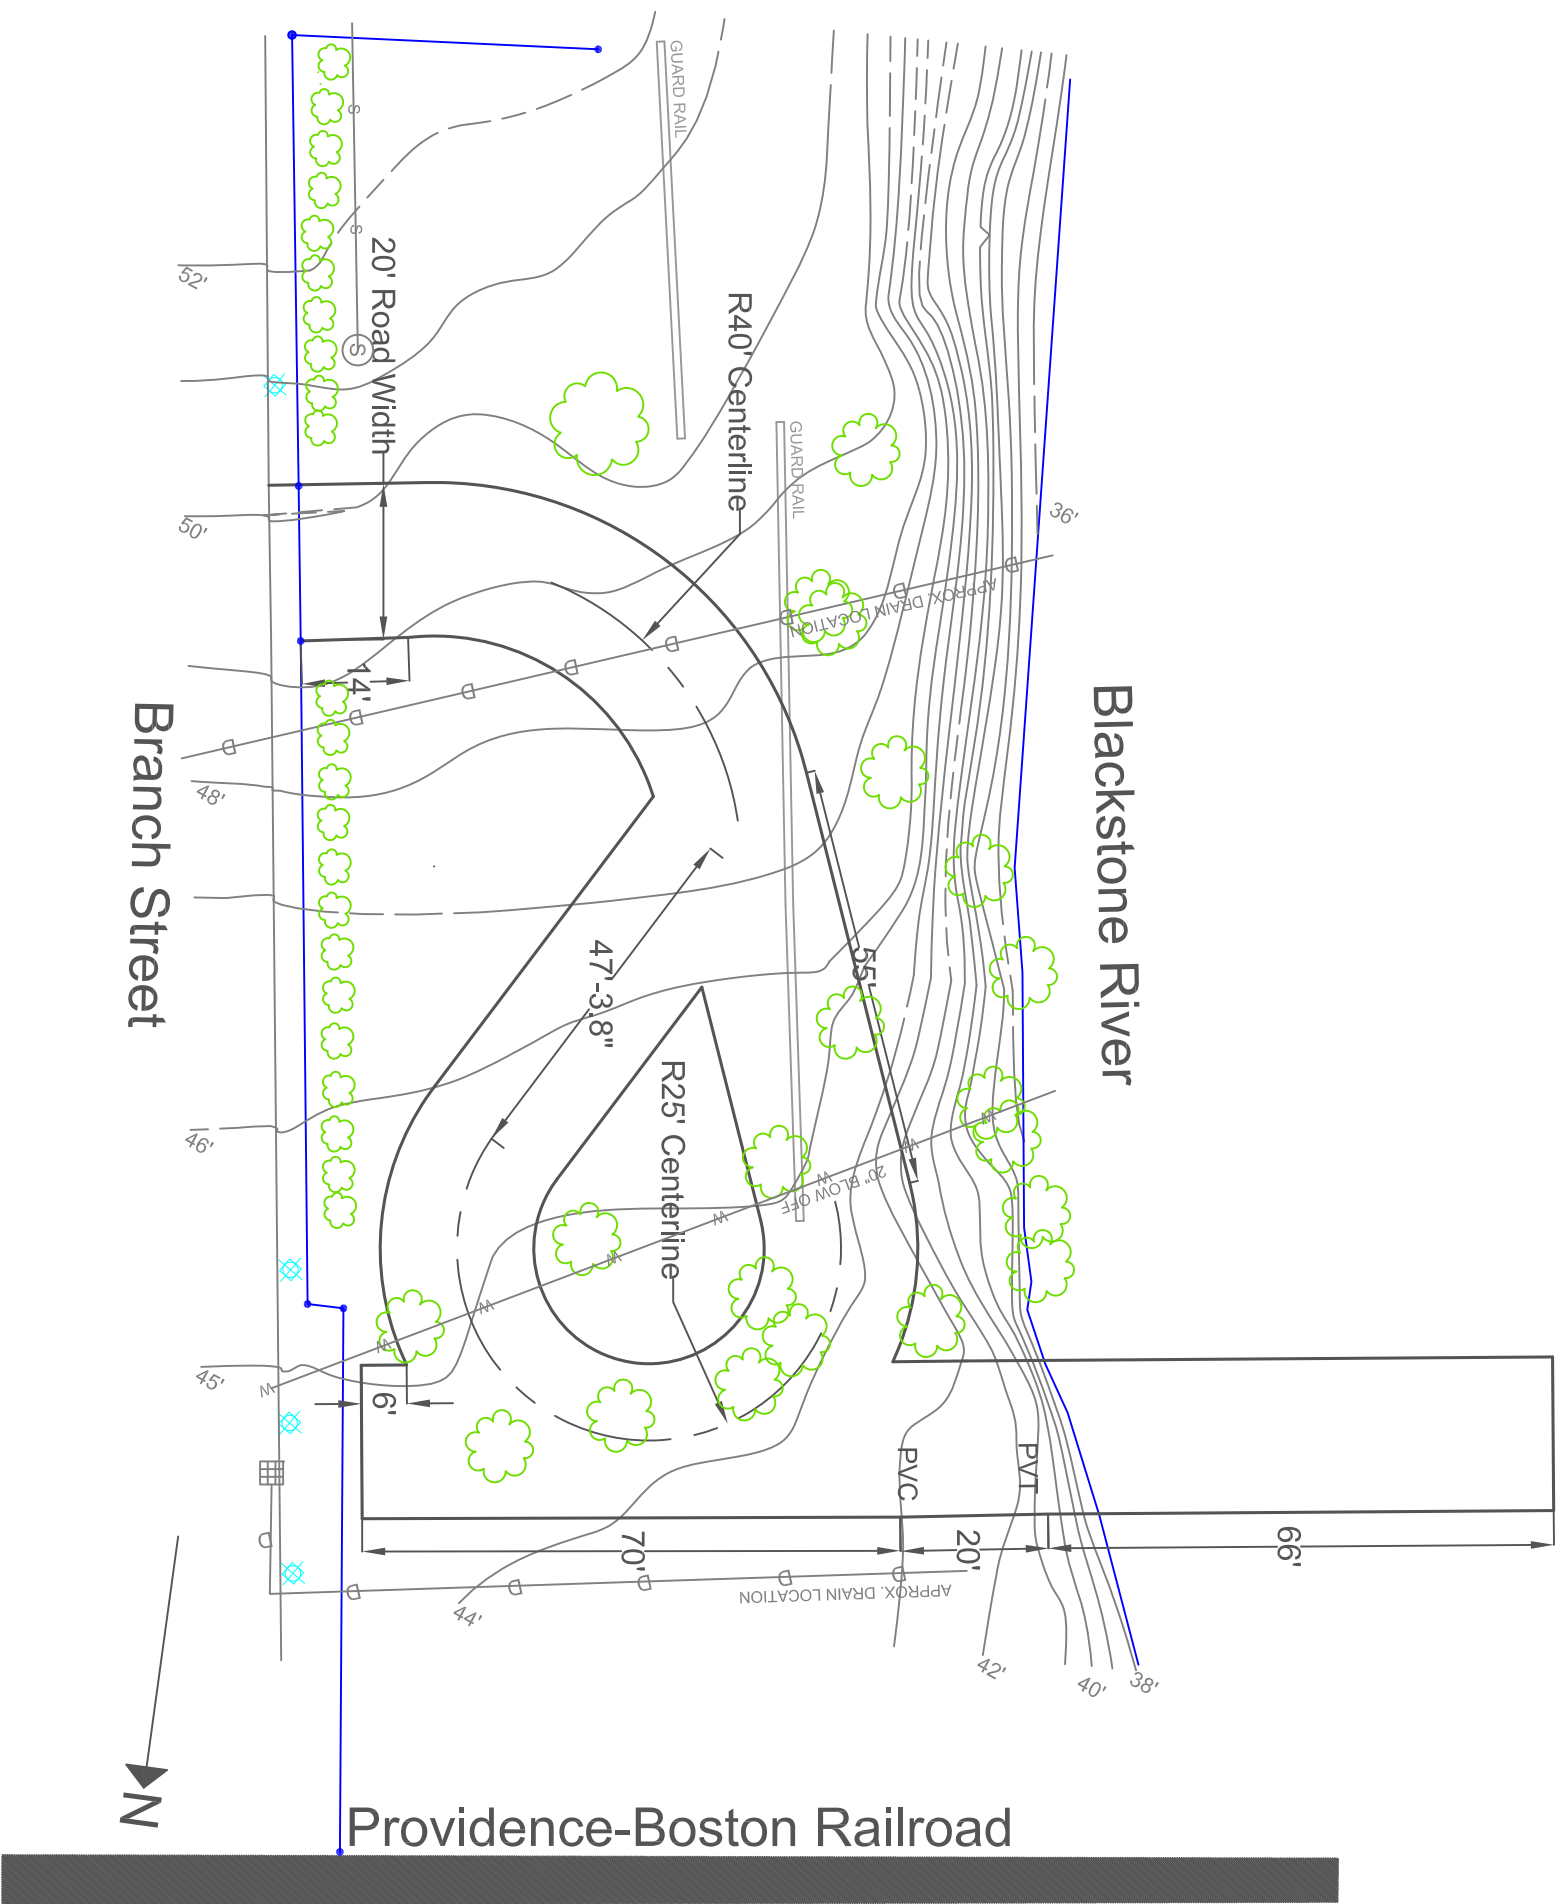 GUARD RAIL
S
S
20' Road Width
S
52'
R40' Centerline
GUARD RAIL
50'
36'
D
D
D
D
D
D
D
D
APPROX. DRAIN LOCATION
14'
Branch Street
Blackstone River
48'
47'-3.8"
55'
R25' Centerline
46'
W
W
W
W
W
W
W
W
20" BLOW OFF
45'
6'
PVC
PVT
D
70'
20'
66'
D
D
D
D
D
APPROX. DRAIN LOCATION
44'
42'
40'
38'
N
Providence-Boston Railroad